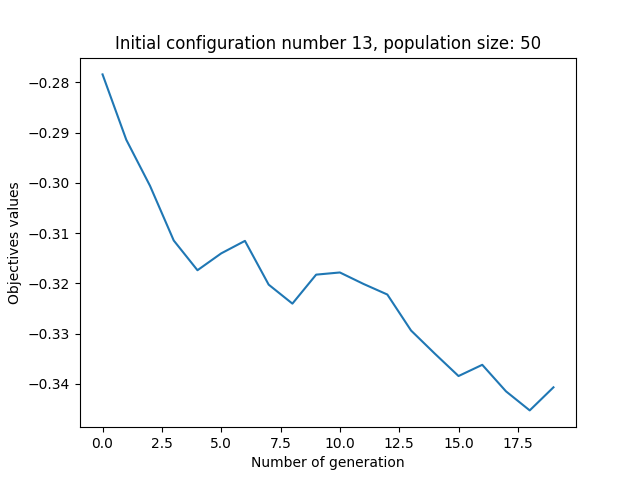 Initial configuration number 13, population size: 50
Objectives values
−0.28
−0.29
−0.30
−0.31
−0.32
−0.33
−0.34
0.0 2.5 5.0 7.5 10.0 12.5 15.0 17.5
Number of generation